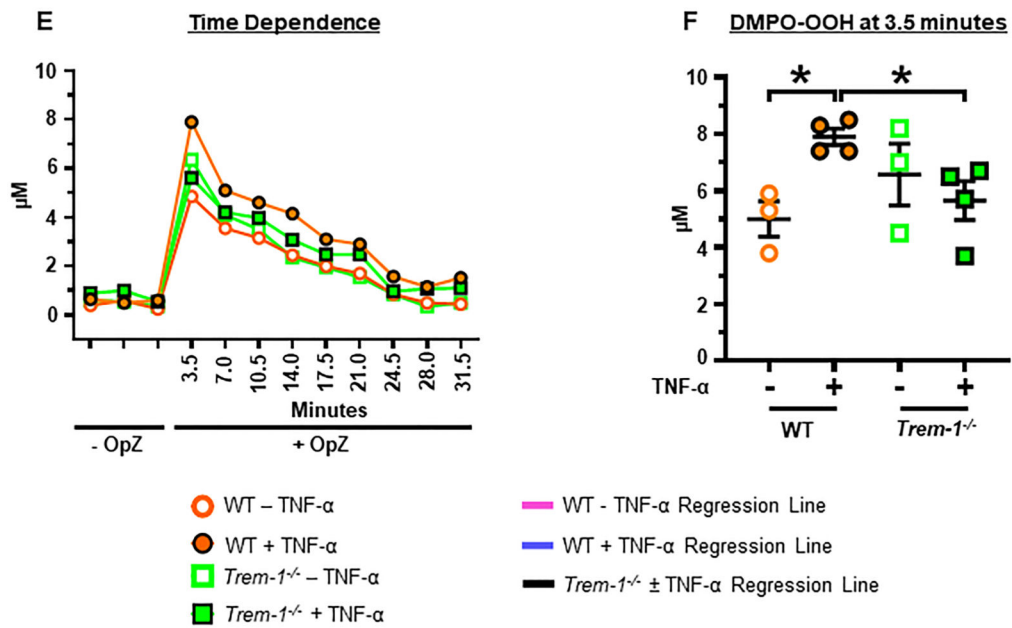 E Time Dependence
10
8
6
4
2
0
µM
3.5 7.0 10.5 14.0 17.5 21.0 24.5 28.0 31.5
Minutes
- OpZ + OpZ
F DMPO-OOH at 3.5 minutes
* *
10
8
6
4
2
0
µM
TNF-α - + - +
WT Trem-1-/-
WT – TNF-α
WT + TNF-α
Trem-1-/- – TNF-α
Trem-1-/- + TNF-α
WT - TNF-α Regression Line
WT + TNF-α Regression Line
Trem-1-/- ± TNF-α Regression Line